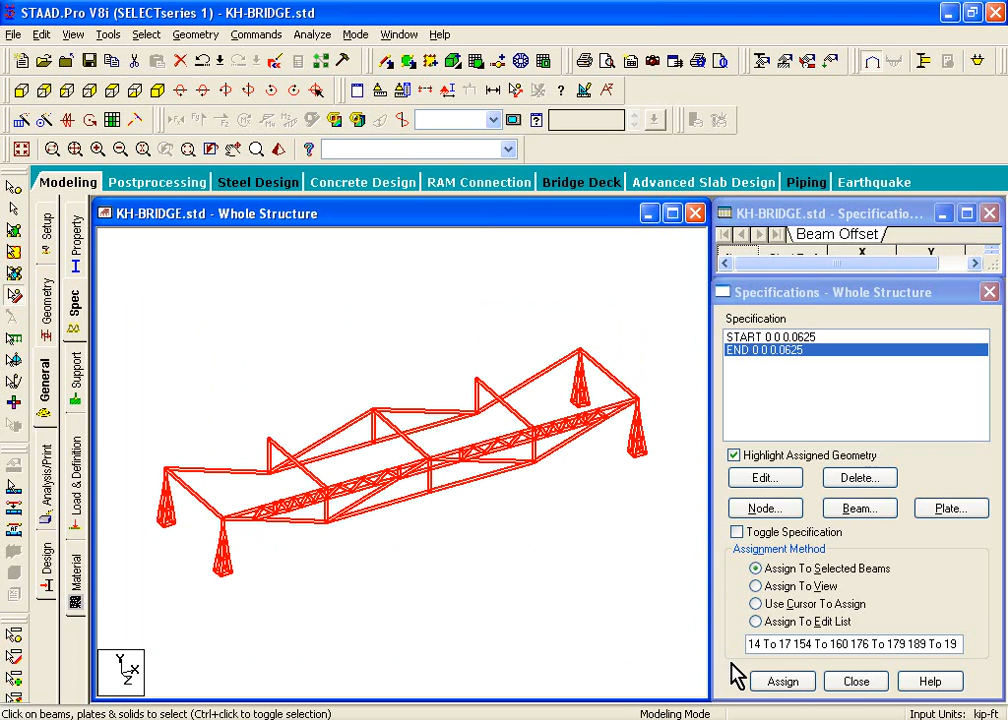 STAAD.Pro V8i (SELECTseries 1) - KH-BRIDGE.std
File Edit View Tools Select Geometry Commands Analyze Mode Window Help
Modeling Postprocessing Steel Design Concrete Design RAM Connection Bridge Deck Advanced Slab Design Piping Earthquake
KH-BRIDGE.std - Whole Structure
KH-BRIDGE.std - Specificatio...
Beam Offset
X Y
Specifications - Whole Structure
Specification
START 0 0 0.0625
END 0 0 0.0625
Highlight Assigned Geometry
Edit... Delete...
Node... Beam... Plate...
Toggle Specification
Assignment Method
Assign To Selected Beams
Assign To View
Use Cursor To Assign
Assign To Edit List
14 To 17 154 To 160 176 To 179 189 To 19
Assign Close Help
Setup
Geometry
General
Analysis/Print
Design
Property
Spec
Support
Load & Definition
Material
Y
X
Z
Click on beams, plates & solids to select (Ctrl+click to toggle selection) Modeling Mode Input Units: kip-ft